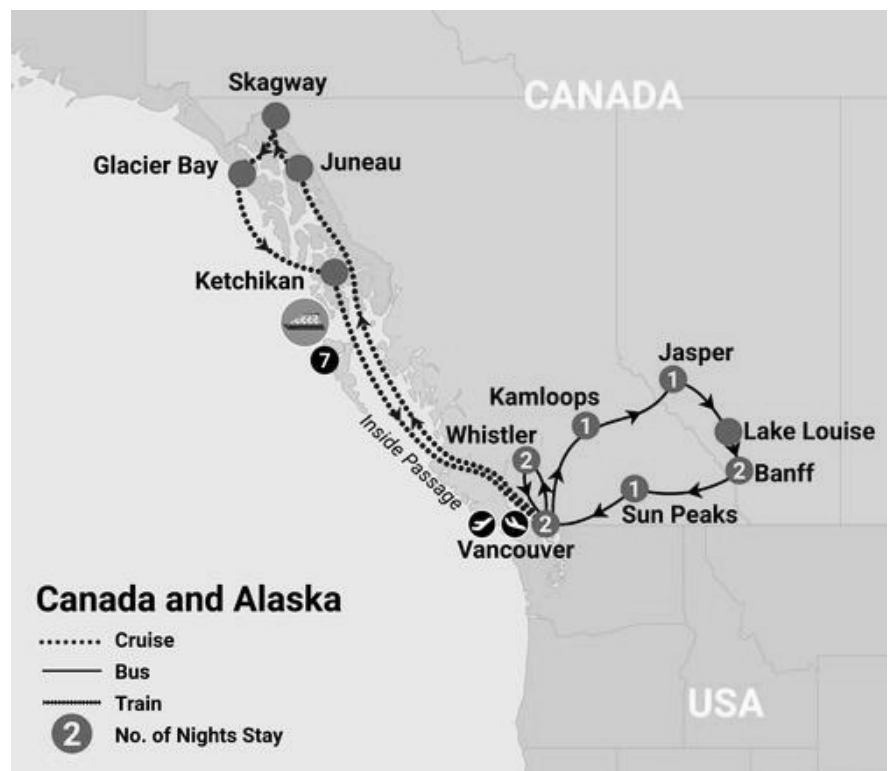 Skagway
CANADA
Glacier Bay
Juneau
Ketchikan
7
Jasper
1
Kamloops
1
Whistler
2
Lake Louise
2
Banff
Inside Passage
1
Sun Peaks
2
Vancouver
Canada and Alaska
Cruise
Bus
Train
2 No. of Nights Stay
USA